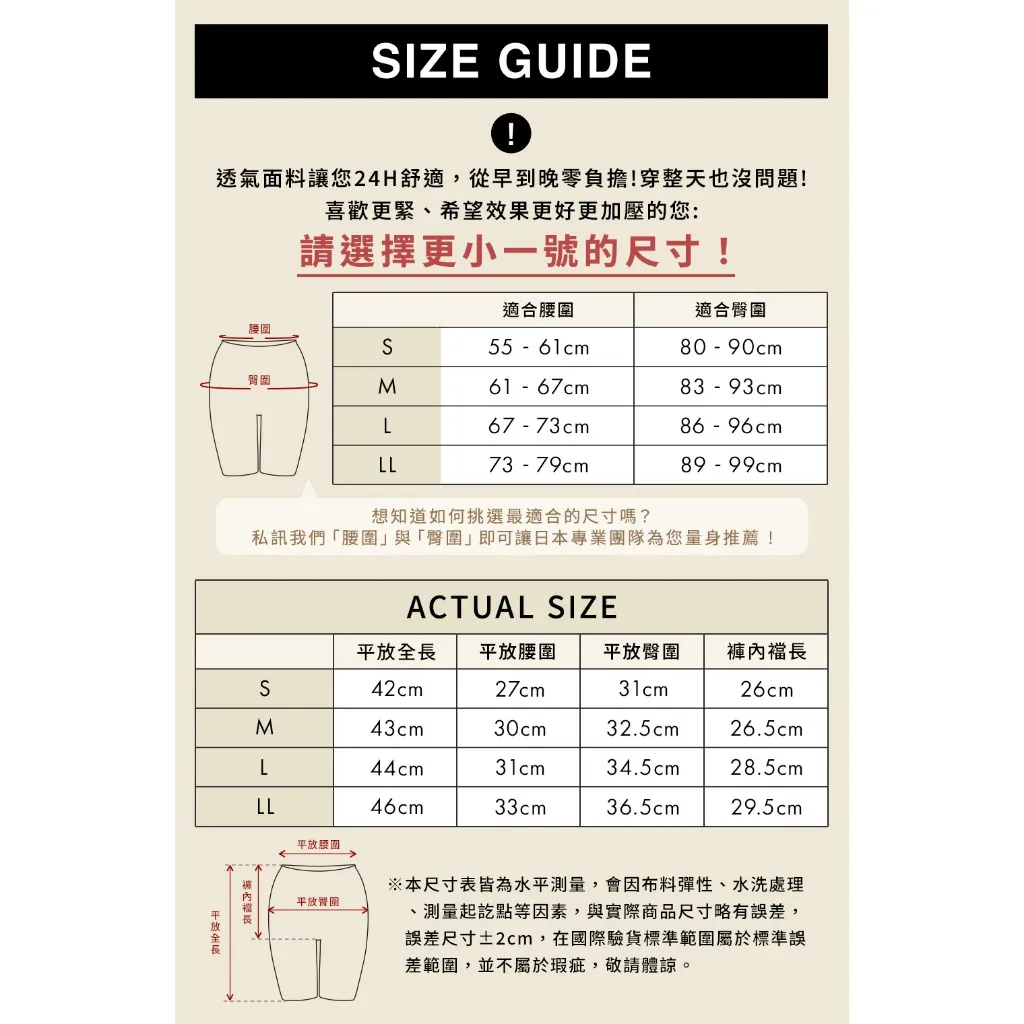 SIZE GUIDE
!
透氣面料讓您24H舒適，從早到晚零負擔!穿整天也沒問題!
喜歡更緊、希望效果更好更加壓的您:
請選擇更小一號的尺寸！
適合腰圍 適合臀圍
S 55 - 61cm 80 - 90cm
M 61 - 67cm 83 - 93cm
L 67 - 73cm 86 - 96cm
LL 73 - 79cm 89 - 99cm
腰圍
臀圍
想知道如何挑選最適合的尺寸嗎？
私訊我們「腰圍」與「臀圍」即可讓日本專業團隊為您量身推薦！
ACTUAL SIZE
平放全長 平放腰圍 平放臀圍 褲內襠長
S 42cm 27cm 31cm 26cm
M 43cm 30cm 32.5cm 26.5cm
L 44cm 31cm 34.5cm 28.5cm
LL 46cm 33cm 36.5cm 29.5cm
平放腰圍
褲內襠長
平放臀圍
平放全長
※本尺寸表皆為水平測量，會因布料彈性、水洗處理
、測量起訖點等因素，與實際商品尺寸略有誤差，
誤差尺寸±2cm，在國際驗貨標準範圍屬於標準誤
差範圍，並不屬於瑕疵，敬請體諒。